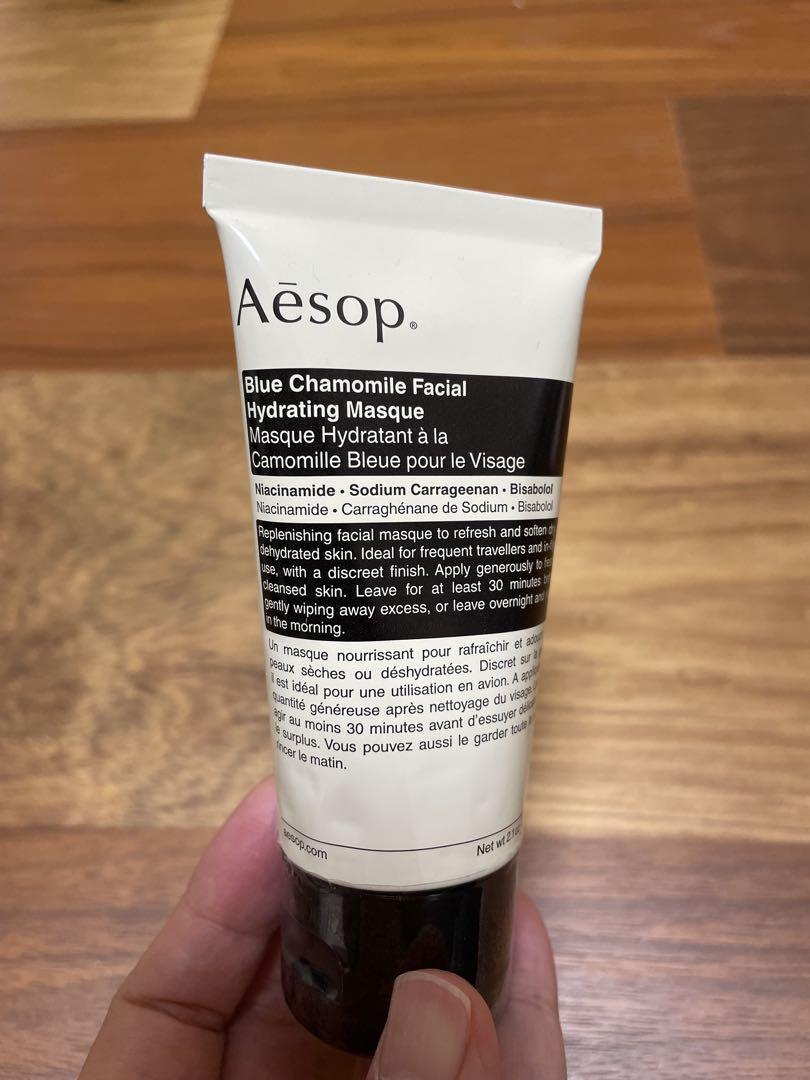 Aēsop®
Blue Chamomile Facial
Hydrating Masque
Masque Hydratant à la
Camomille Bleue pour le Visage
Niacinamide • Sodium Carrageenan • Bisabolol
Niacinamide • Carraghénane de Sodium • Bisabolol
Replenishing facial masque to refresh and soften
dehydrated skin. Ideal for frequent travellers and
use, with a discreet finish. Apply generously to
cleansed skin. Leave for at least 30 minutes
gently wiping away excess, or leave overnight and
in the morning.
Un masque nourrissant pour rafraîchir et
peaux sèches ou déshydratées. Discret sur
il est idéal pour une utilisation en avion. A
quantité généreuse après nettoyage du visage.
agir au moins 30 minutes avant d'essuyer
le surplus. Vous pouvez aussi le garder
rincer le matin.
aesop.com
Net wt 2.1